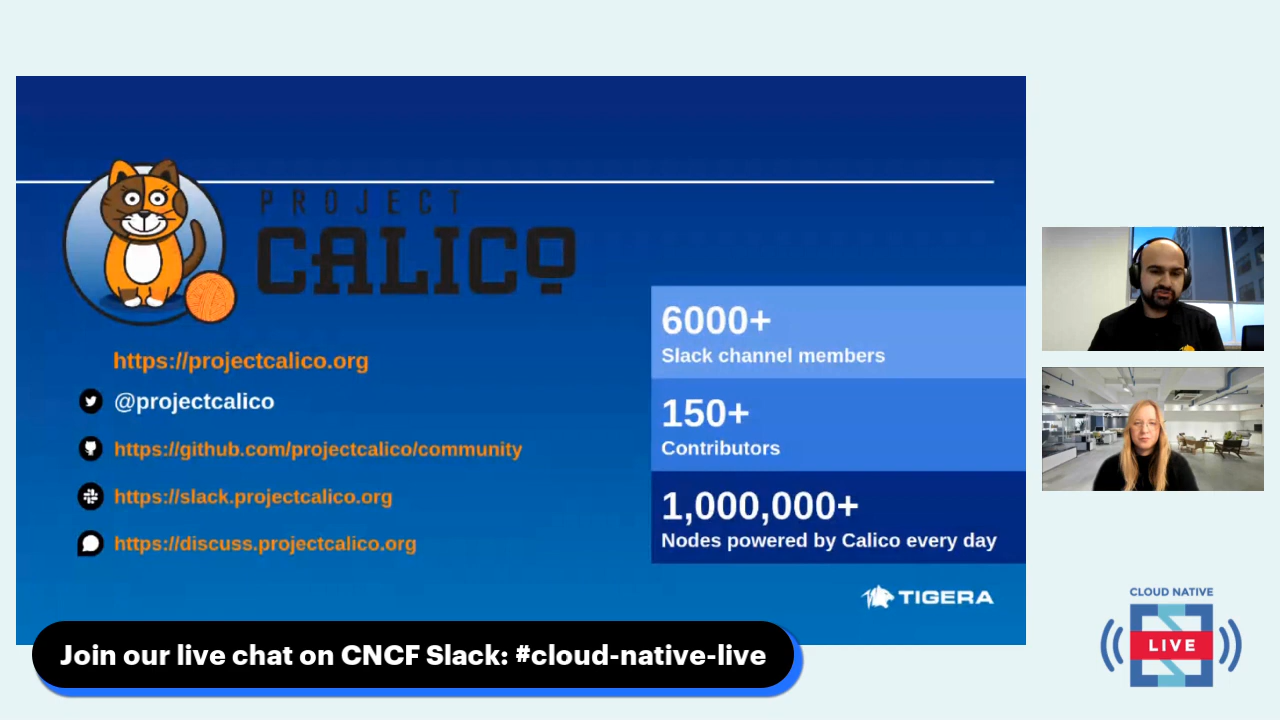 PROJECT
CALICO
https://projectcalico.org
@projectcalico
https://github.com/projectcalico/community
https://slack.projectcalico.org
https://discuss.projectcalico.org
6000+
Slack channel members
150+
Contributors
1,000,000+
Nodes powered by Calico every day
TIGERA
Join our live chat on CNCF Slack: #cloud-native-live
CLOUD NATIVE
LIVE